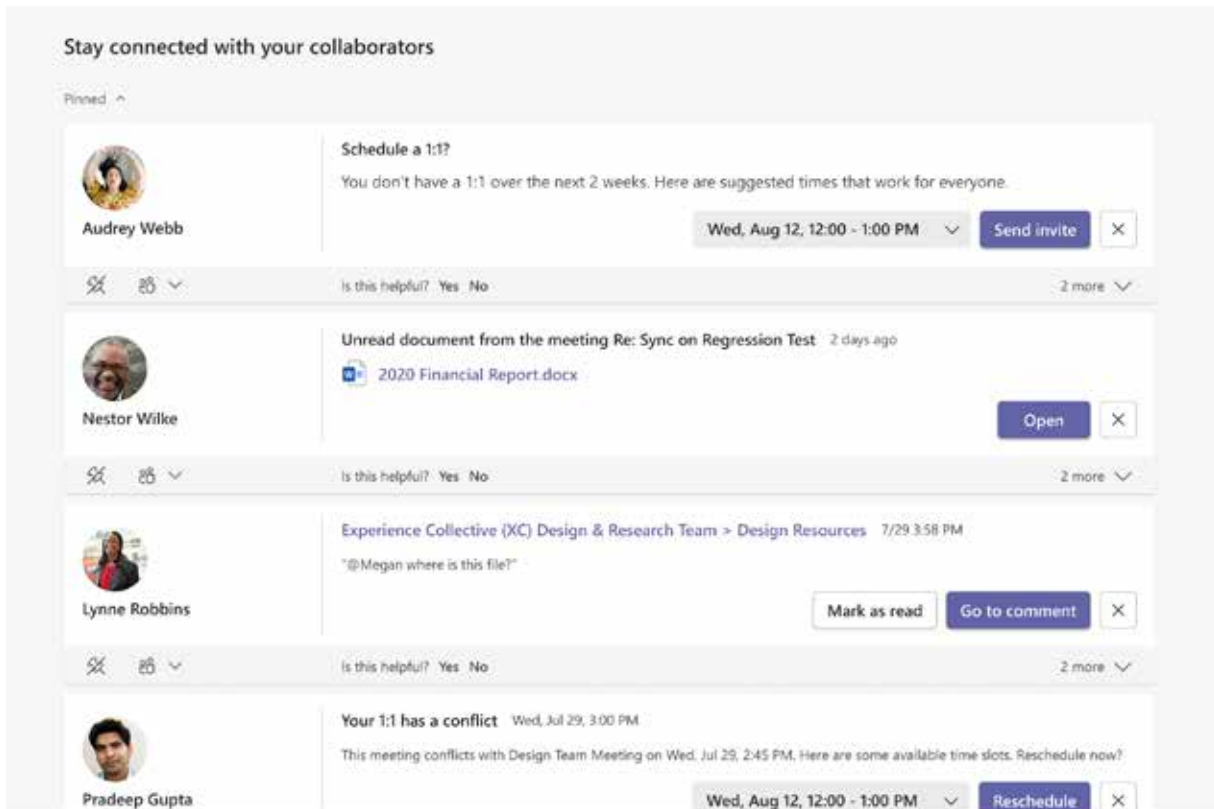 Stay connected with your collaborators
Pinned
Schedule a 1:1?
You don't have a 1:1 over the next 2 weeks. Here are suggested times that work for everyone.
Audrey Webb
Wed, Aug 12, 12:00 - 1:00 PM Send invite
Is this helpful? Yes No 2 more
Unread document from the meeting Re: Sync on Regression Test 2 days ago
2020 Financial Report.docx
Nestor Wilke
Open
Is this helpful? Yes No 2 more
Experience Collective (XC) Design & Research Team > Design Resources 7/29 3:58 PM
"@Megan where is this file?"
Lynne Robbins
Mark as read Go to comment
Is this helpful? Yes No 2 more
Your 1:1 has a conflict Wed, Jul 29, 3:00 PM
This meeting conflicts with Design Team Meeting on Wed, Jul 29, 2:45 PM. Here are some available time slots. Reschedule now?
Pradeep Gupta
Wed, Aug 12, 12:00 - 1:00 PM Reschedule